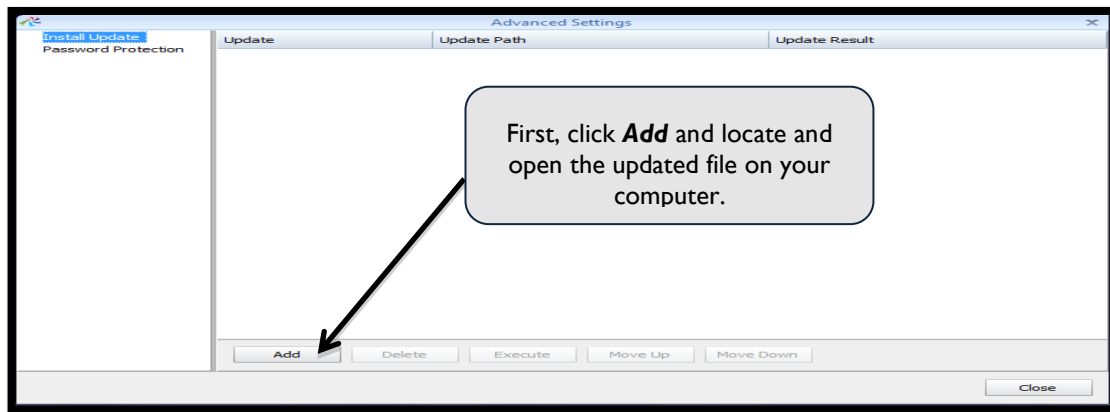 Advanced Settings
Install Update
Password Protection
Update Update Path Update Result
First, click Add and locate and
open the updated file on your
computer.
Add Delete Execute Move Up Move Down
Close